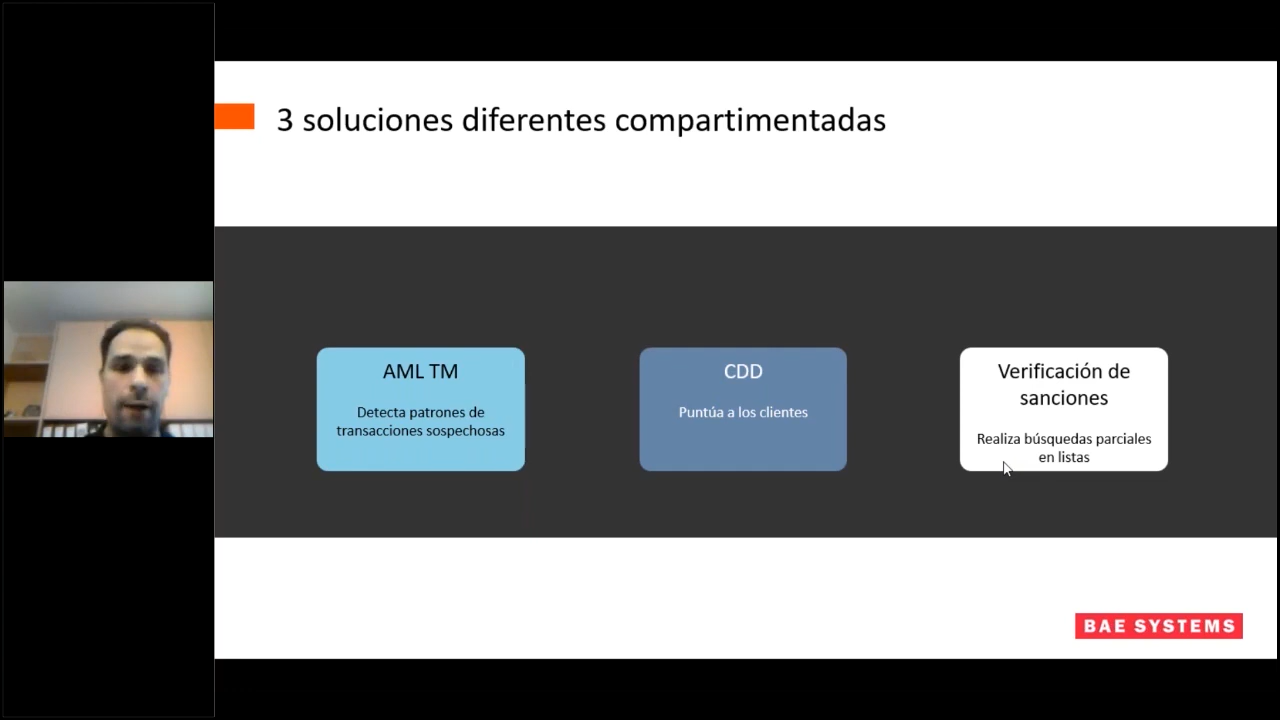 3 soluciones diferentes compartimentadas
AML TM
Detecta patrones de
transacciones sospechosas
CDD
Puntúa a los clientes
Verificación de
sanciones
Realiza búsquedas parciales
en listas
BAE SYSTEMS